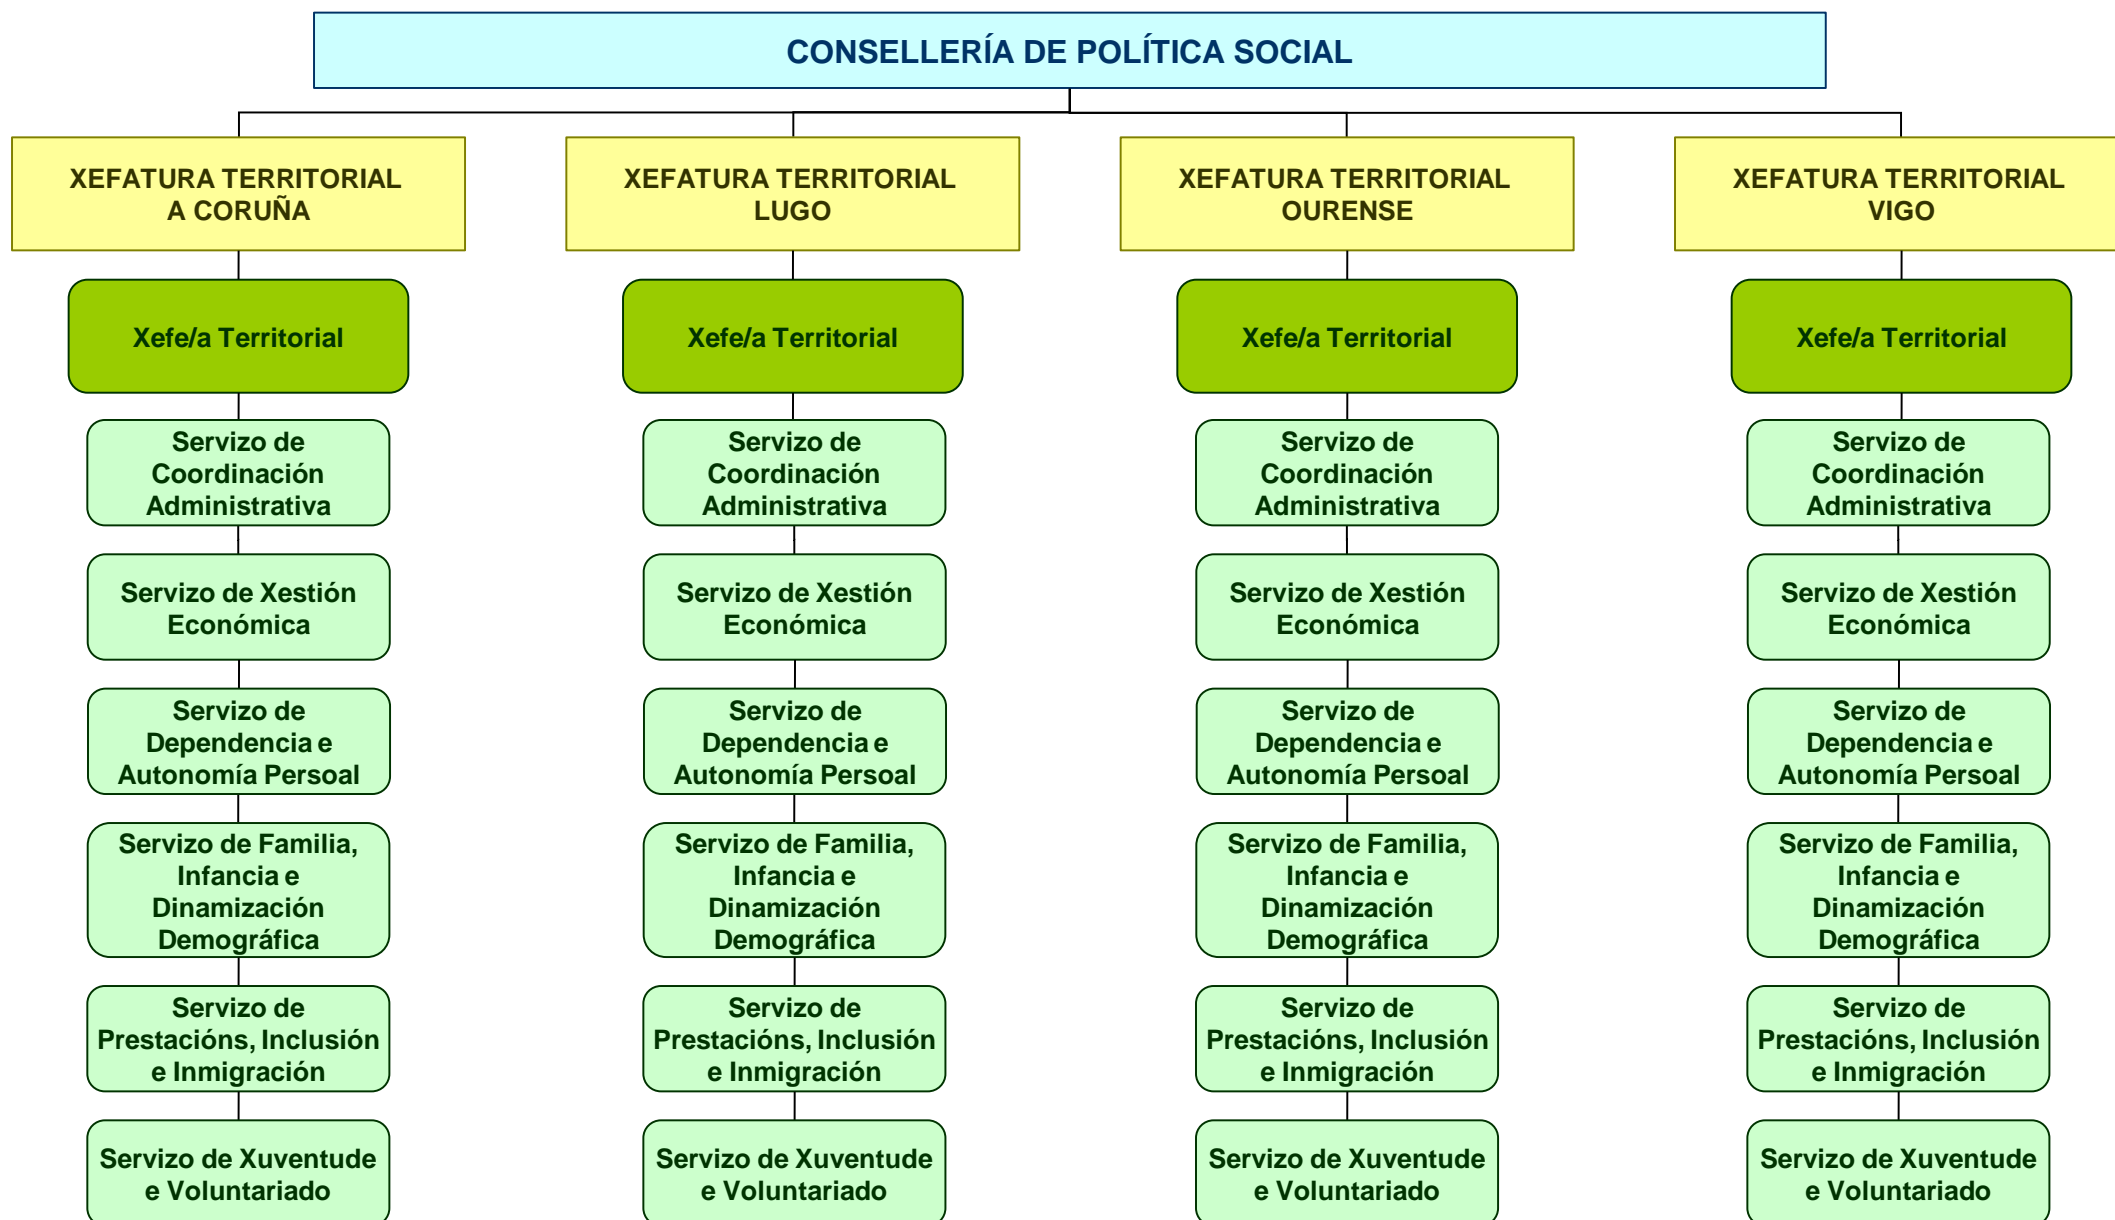 CONSELLERÍA DE POLÍTICA SOCIAL
XEFATURA TERRITORIAL
A CORUÑA
Xefe/a Territorial
Servizo de
Coordinación
Administrativa
Servizo de Xestión
Económica
Servizo de
Dependencia e
Autonomía Persoal
Servizo de Familia,
Infancia e
Dinamización
Demográfica
Servizo de
Prestacións, Inclusión
e Inmigración
Servizo de Xuventude
e Voluntariado
XEFATURA TERRITORIAL
LUGO
Xefe/a Territorial
Servizo de
Coordinación
Administrativa
Servizo de Xestión
Económica
Servizo de
Dependencia e
Autonomía Persoal
Servizo de Familia,
Infancia e
Dinamización
Demográfica
Servizo de
Prestacións, Inclusión
e Inmigración
Servizo de Xuventude
e Voluntariado
XEFATURA TERRITORIAL
OURENSE
Xefe/a Territorial
Servizo de
Coordinación
Administrativa
Servizo de Xestión
Económica
Servizo de
Dependencia e
Autonomía Persoal
Servizo de Familia,
Infancia e
Dinamización
Demográfica
Servizo de
Prestacións, Inclusión
e Inmigración
Servizo de Xuventude
e Voluntariado
XEFATURA TERRITORIAL
VIGO
Xefe/a Territorial
Servizo de
Coordinación
Administrativa
Servizo de Xestión
Económica
Servizo de
Dependencia e
Autonomía Persoal
Servizo de Familia,
Infancia e
Dinamización
Demográfica
Servizo de
Prestacións, Inclusión
e Inmigración
Servizo de Xuventude
e Voluntariado